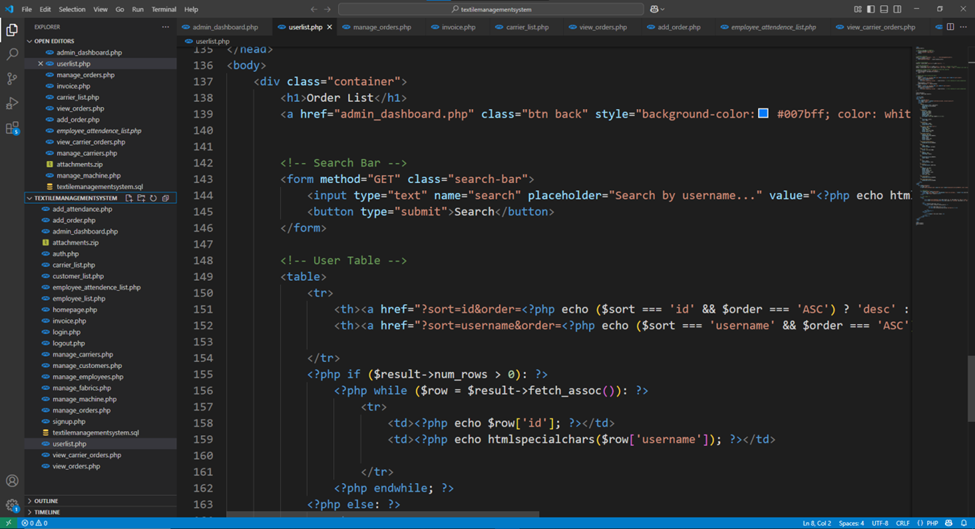 File Edit Selection View Go Run Terminal Help
textilemanagementsystem
EXPLORER
OPEN EDITORS
admin_dashboard.php
userlist.php
manage_orders.php
invoice.php
carrier_list.php
view_orders.php
add_order.php
employee_attendence_list.php
view_carrier_orders.php
manage_carriers.php
attachments.zip
manage_machine.php
textilemanagementsystem.sql
TEXTILEMANAGEMENTSYSTEM
add_attendance.php
add_order.php
admin_dashboard.php
attachments.zip
auth.php
carrier_list.php
customer_list.php
employee_attendence_list.php
employee_list.php
homepage.php
invoice.php
login.php
logout.php
manage_carriers.php
manage_customers.php
manage_employees.php
manage_fabrics.php
manage_machine.php
manage_orders.php
signup.php
textilemanagementsystem.sql
userlist.php
view_carrier_orders.php
view_orders.php
OUTLINE
TIMELINE
admin_dashboard.php userlist.php manage_orders.php invoice.php carrier_list.php view_orders.php add_order.php employee_attendence_list.php view_carrier_orders.php
userlist.php
135 </head>
136 <body>
137 <div class="container">
138 <h1>Order List</h1>
139 <a href="admin_dashboard.php" class="btn back" style="background-color: #007bff; color: whit
140
141
142 <!-- Search Bar -->
143 <form method="GET" class="search-bar">
144 <input type="text" name="search" placeholder="Search by username..." value="<?php echo htm
145 <button type="submit">Search</button>
146 </form>
147
148 <!-- User Table -->
149 <table>
150 <tr>
151 <th><a href="?sort=id&order=<?php echo ($sort === 'id' && $order === 'ASC') ? 'desc' :
152 <th><a href="?sort=username&order=<?php echo ($sort === 'username' && $order === 'ASC'
153
154 </tr>
155 <?php if ($result->num_rows > 0): ?>
156 <?php while ($row = $result->fetch_assoc()): ?>
157 <tr>
158 <td><?php echo $row['id']; ?></td>
159 <td><?php echo htmlspecialchars($row['username']); ?></td>
160
161 </tr>
162 <?php endwhile; ?>
163 <?php else: ?>
0 0 Ln 8, Col 2 Spaces: 4 UTF-8 CRLF {} PHP